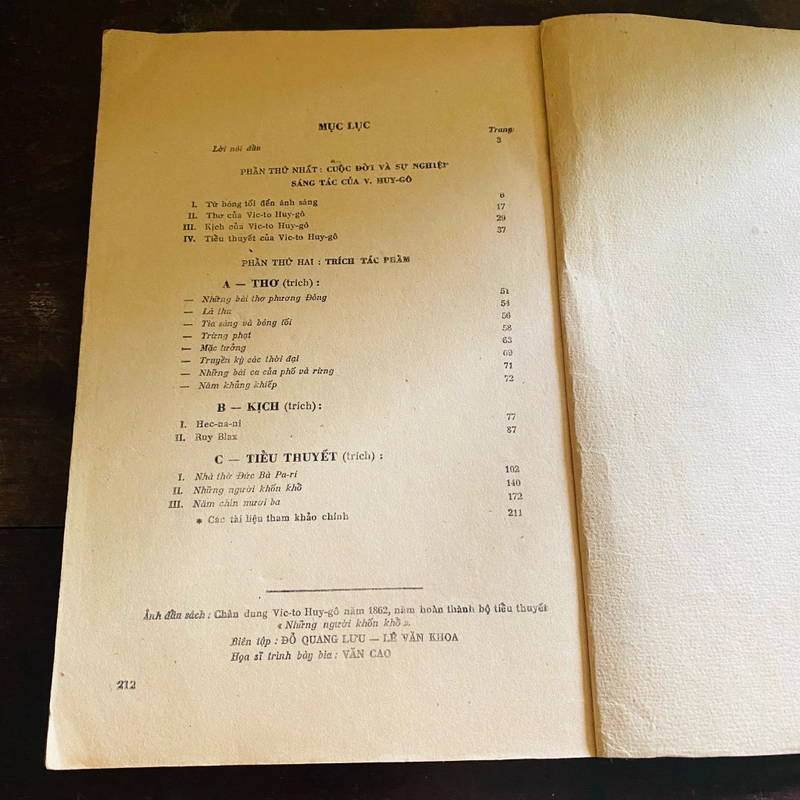 MỤC LỤC
Trang
Lời nói đầu 3
PHẦN THỨ NHẤT : CUỘC ĐỜI VÀ SỰ NGHIỆP
SÁNG TÁC CỦA V. HUY-GÔ
I. Từ bóng tối đến ánh sáng 6
II. Thơ của Vic-to Huy-gô 17
III. Kịch của Vic-to Huy-gô 29
IV. Tiểu thuyết của Vic-to Huy-gô 37
PHẦN THỨ HAI : TRÍCH TÁC PHẨM
A — THƠ (trích) :
— Những bài thơ phương Đông 51
— Lá thu 54
— Tia sáng và bóng tối 56
— Trừng phạt 58
— Mặc tưởng 63
— Truyền kỳ các thời đại 69
— Những bài ca của phố và rừng 71
— Năm khủng khiếp 72
B — KỊCH (trích) :
I. Hec-na-ni 77
II. Ruy Blax 87
C — TIỂU THUYẾT (trích) :
I. Nhà thờ Đức Bà Pa-ri 102
II. Những người khốn khổ 140
III. Năm chín mươi ba 172
* Các tài liệu tham khảo chính 211
Ảnh đầu sách : Chân dung Vic-to Huy-gô năm 1862, năm hoàn thành bộ tiểu thuyết
« Những người khốn khổ ».
Biên tập : ĐỖ QUANG LƯU — LÊ VĂN KHOA
Họa sĩ trình bày bìa : VĂN CAO
212